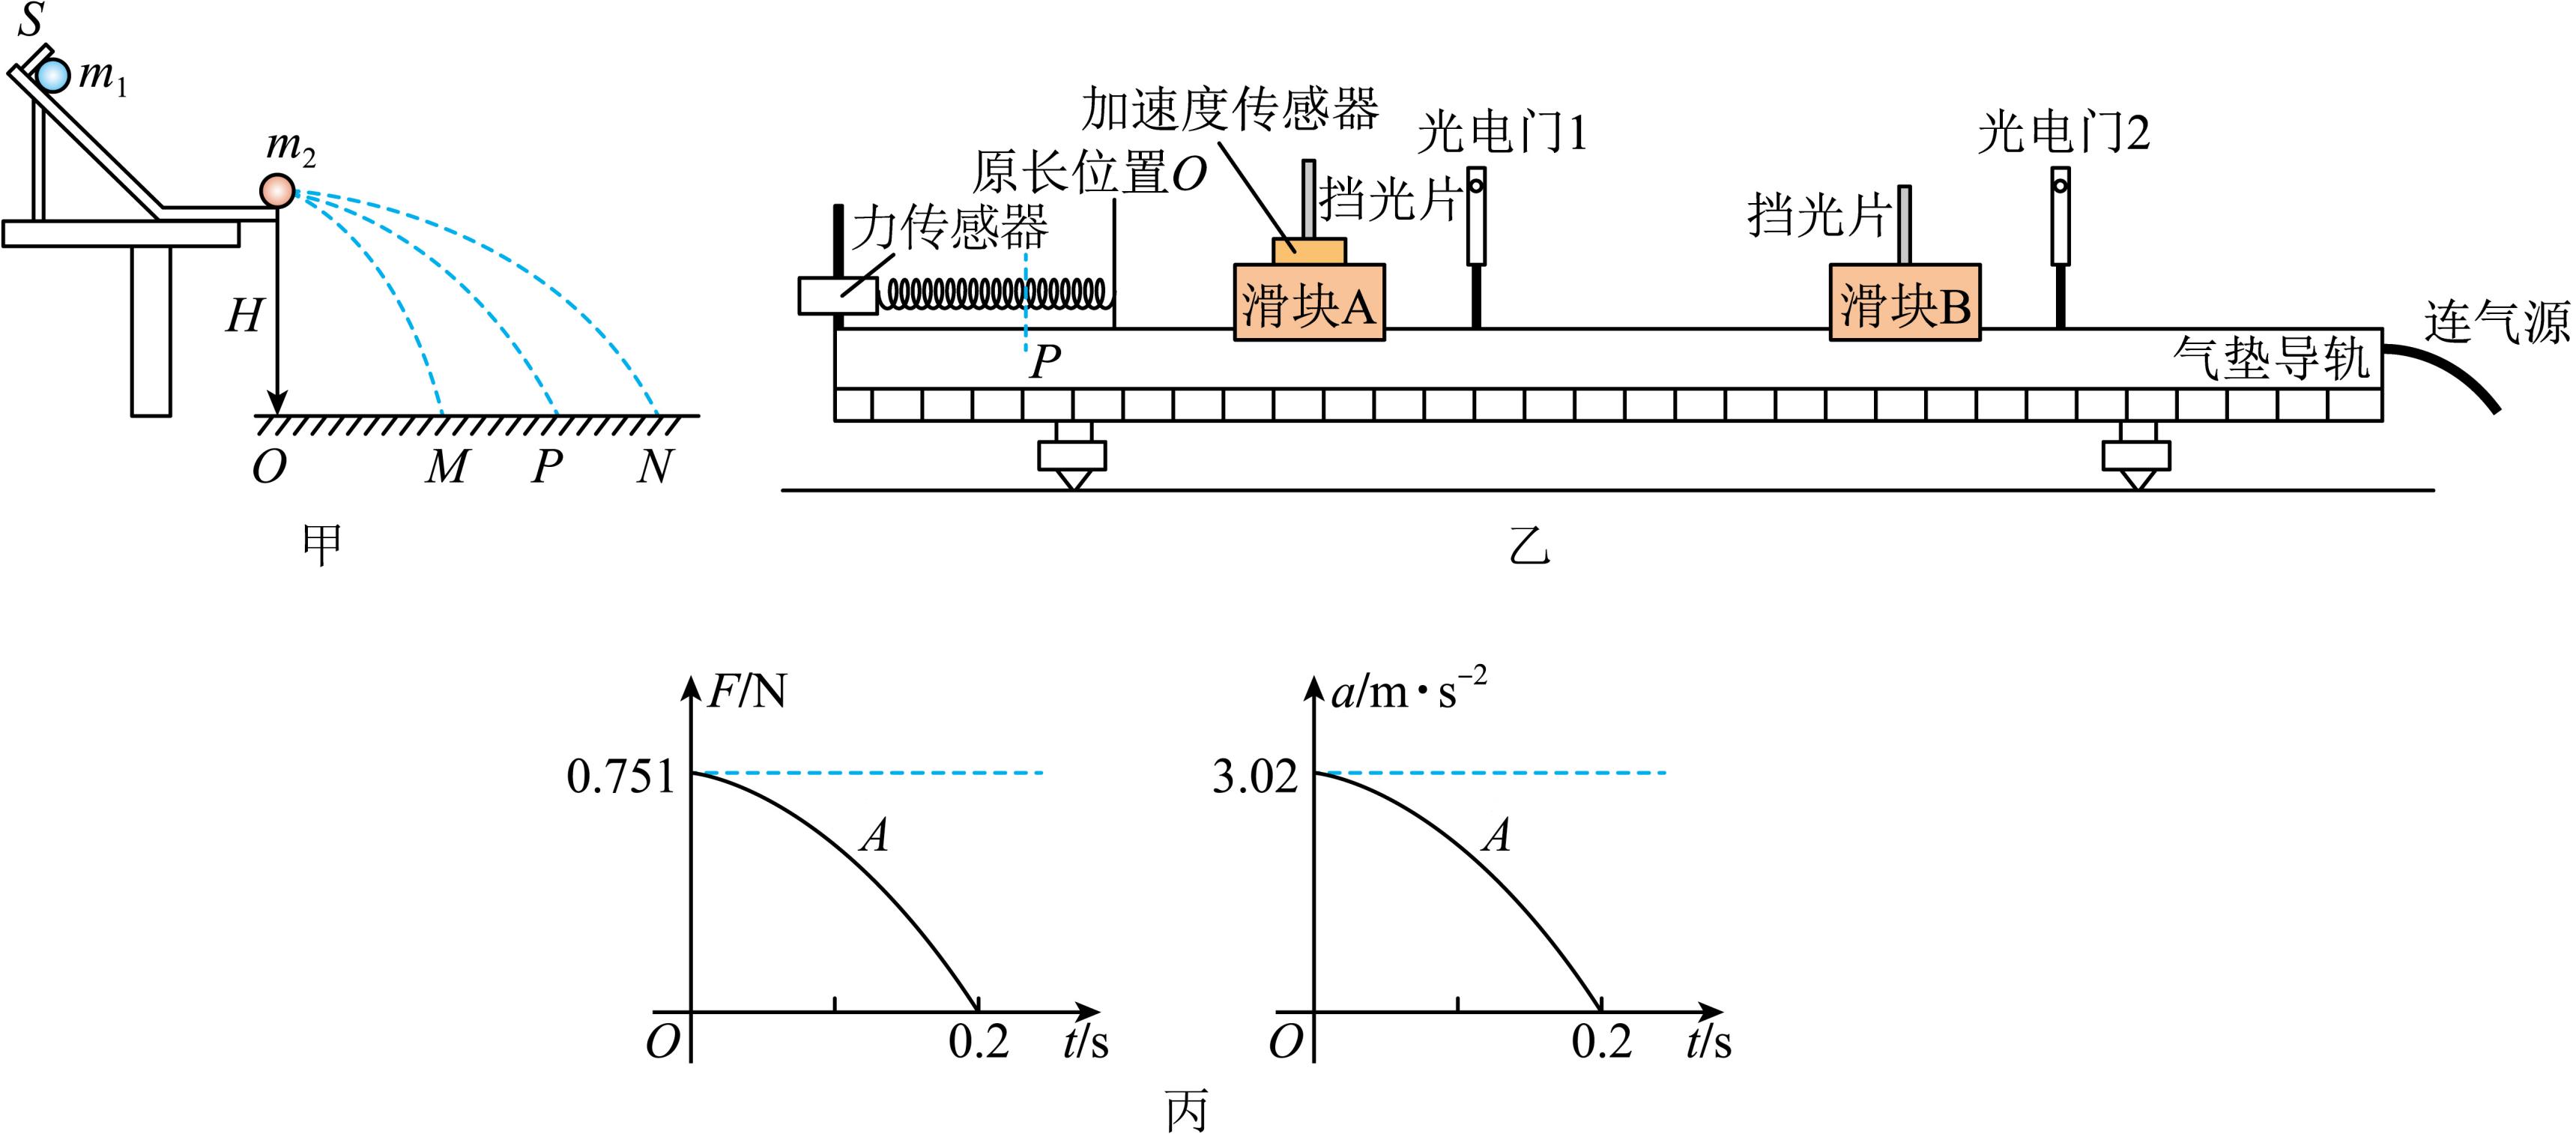 S
m₁
m₂
H
O M P N
甲
加速度传感器
原长位置O
力传感器
P
挡光片
光电门1
挡光片
光电门2
滑块A
滑块B
气垫导轨
连气源
乙
F/N
0.751
A
O 0.2 t/s
a/m·s⁻²
3.02
A
O 0.2 t/s
丙